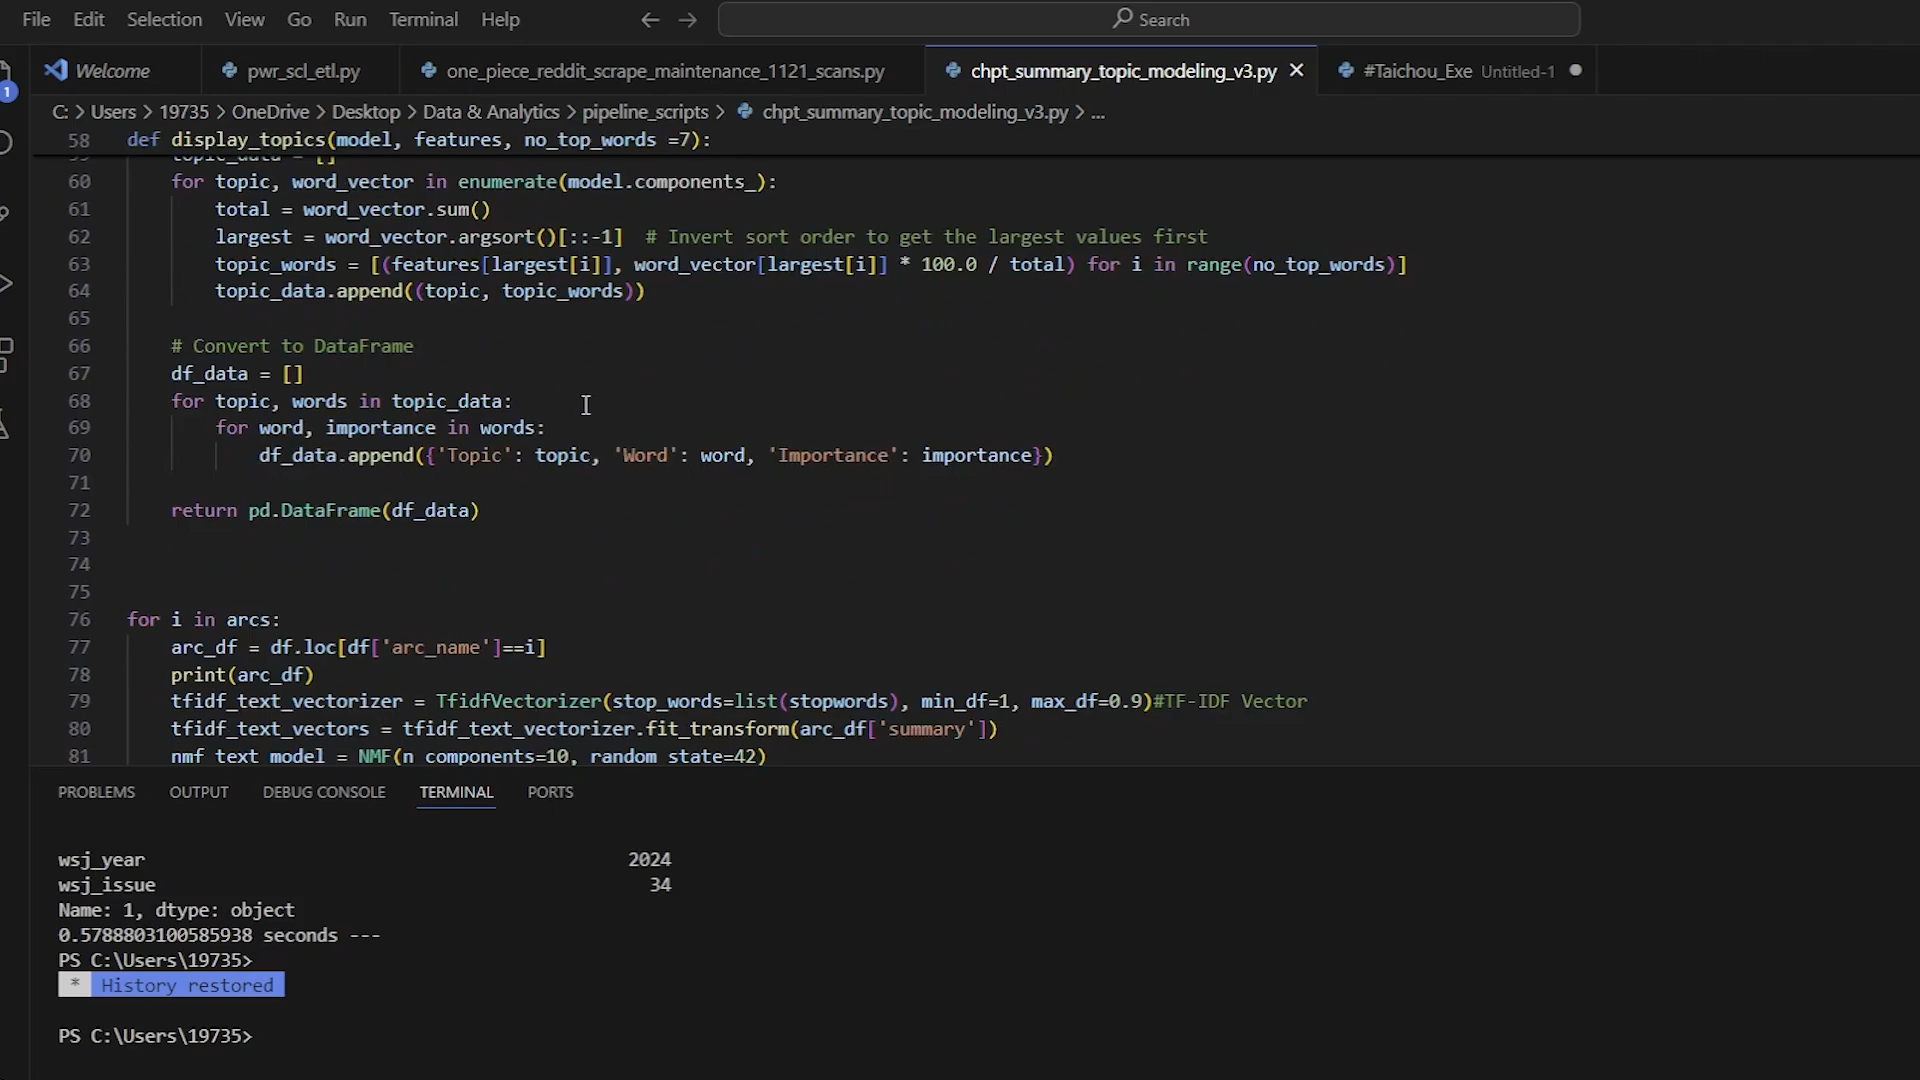 File Edit Selection View Go Run Terminal Help
Search
Welcome pwr_scl_etl.py one_piece_reddit_scrape_maintenance_1121_scans.py chpt_summary_topic_modeling_v3.py #Taichou_Exe Untitled-1
1
C: > Users > 19735 > OneDrive > Desktop > Data & Analytics > pipeline_scripts > chpt_summary_topic_modeling_v3.py > ...
58 def display_topics(model, features, no_top_words =7):
59 topic_data = []
60 for topic, word_vector in enumerate(model.components_):
61 total = word_vector.sum()
62 largest = word_vector.argsort()[::-1] # Invert sort order to get the largest values first
63 topic_words = [(features[largest[i]], word_vector[largest[i]] * 100.0 / total) for i in range(no_top_words)]
64 topic_data.append((topic, topic_words))
65
66 # Convert to DataFrame
67 df_data = []
68 for topic, words in topic_data:
69 for word, importance in words:
70 df_data.append({'Topic': topic, 'Word': word, 'Importance': importance})
71
72 return pd.DataFrame(df_data)
73
74
75
76 for i in arcs:
77 arc_df = df.loc[df['arc_name']==i]
78 print(arc_df)
79 tfidf_text_vectorizer = TfidfVectorizer(stop_words=list(stopwords), min_df=1, max_df=0.9)#TF-IDF Vector
80 tfidf_text_vectors = tfidf_text_vectorizer.fit_transform(arc_df['summary'])
81 nmf_text_model = NMF(n_components=10, random_state=42)
PROBLEMS OUTPUT DEBUG CONSOLE TERMINAL PORTS
wsj_year 2024
wsj_issue 34
Name: 1, dtype: object
0.5788803100585938 seconds ---
PS C:\Users\19735>
* History restored
PS C:\Users\19735>